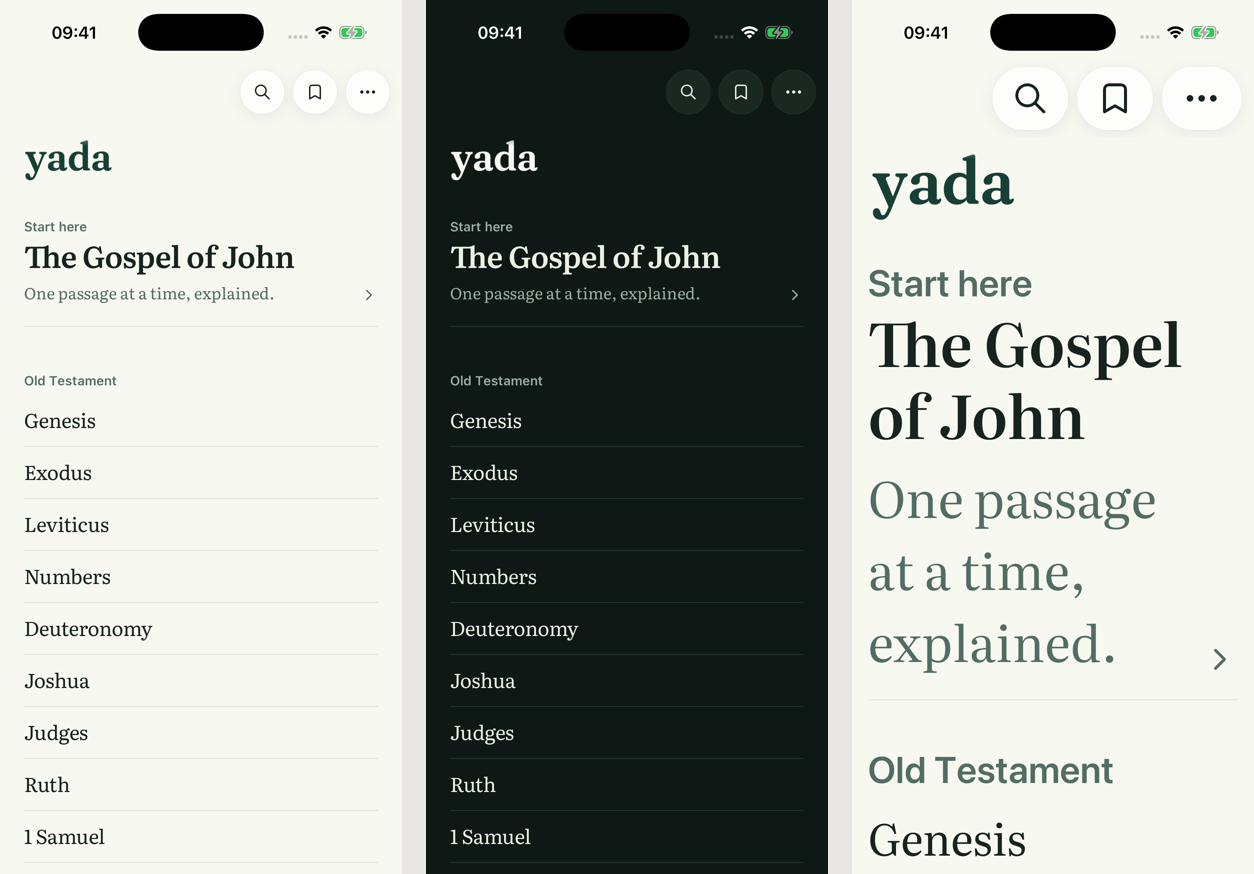 09:41
yada
Start here
The Gospel of John
One passage at a time, explained.
Old Testament
Genesis
Exodus
Leviticus
Numbers
Deuteronomy
Joshua
Judges
Ruth
1 Samuel
09:41
yada
Start here
The Gospel of John
One passage at a time, explained.
Old Testament
Genesis
Exodus
Leviticus
Numbers
Deuteronomy
Joshua
Judges
Ruth
1 Samuel
09:41
yada
Start here
The Gospel
of John
One passage
at a time,
explained.
Old Testament
Genesis